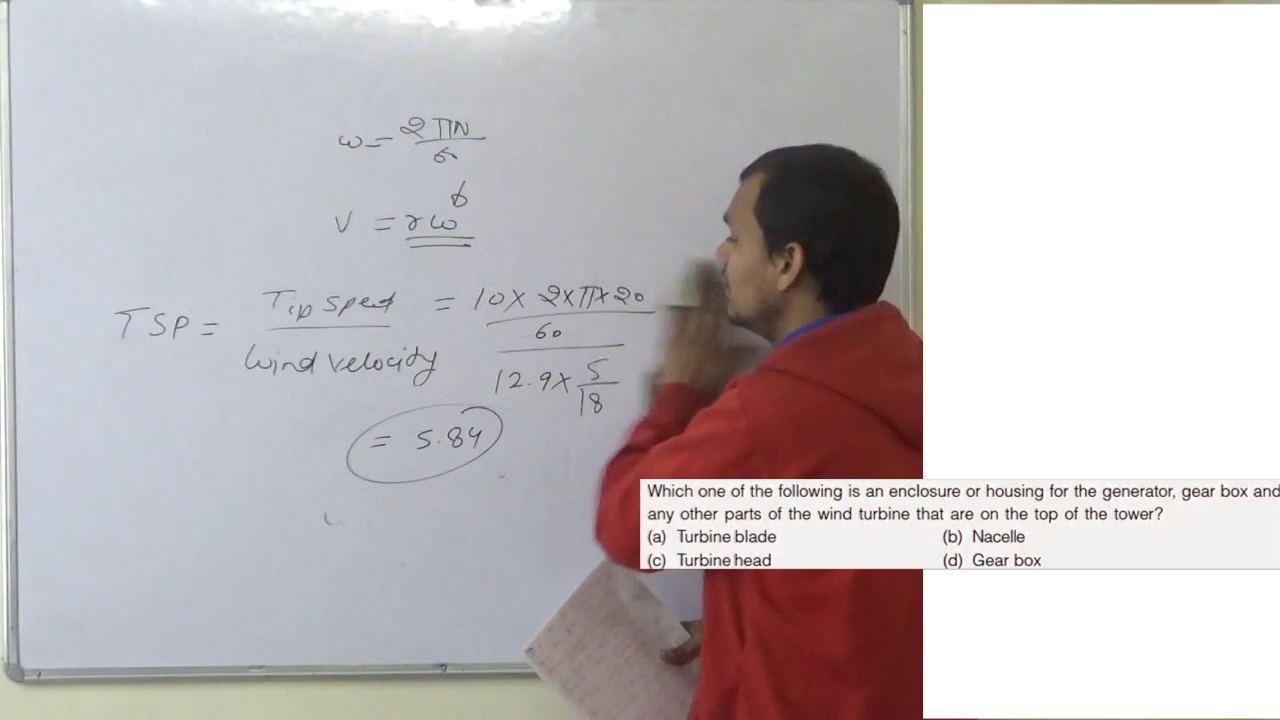 ω = 2πN
60
V = rω
TSP = Tip speed = 10 × 2 × π × 20
60
wind velocity 12.9 × 5
18
= 5.84
Which one of the following is an enclosure or housing for the generator, gear box and
any other parts of the wind turbine that are on the top of the tower?
(a) Turbine blade (b) Nacelle
(c) Turbine head (d) Gear box